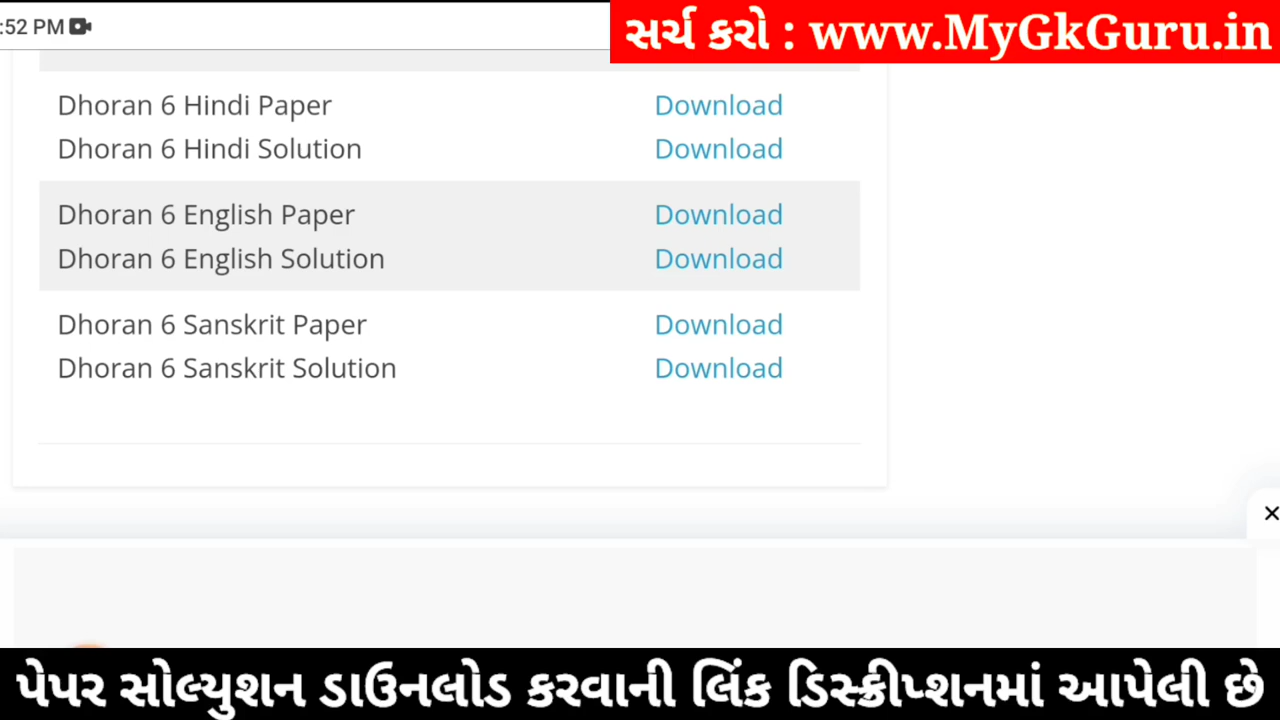 :52 PM
સર્ચ કરો : www.MyGkGuru.in
Dhoran 6 Hindi Paper Download
Dhoran 6 Hindi Solution Download
Dhoran 6 English Paper Download
Dhoran 6 English Solution Download
Dhoran 6 Sanskrit Paper Download
Dhoran 6 Sanskrit Solution Download
પેપર સોલ્યુશન ડાઉનલોડ કરવાની લિંક ડિસ્ક્રીપ્શનમાં આપેલી છે